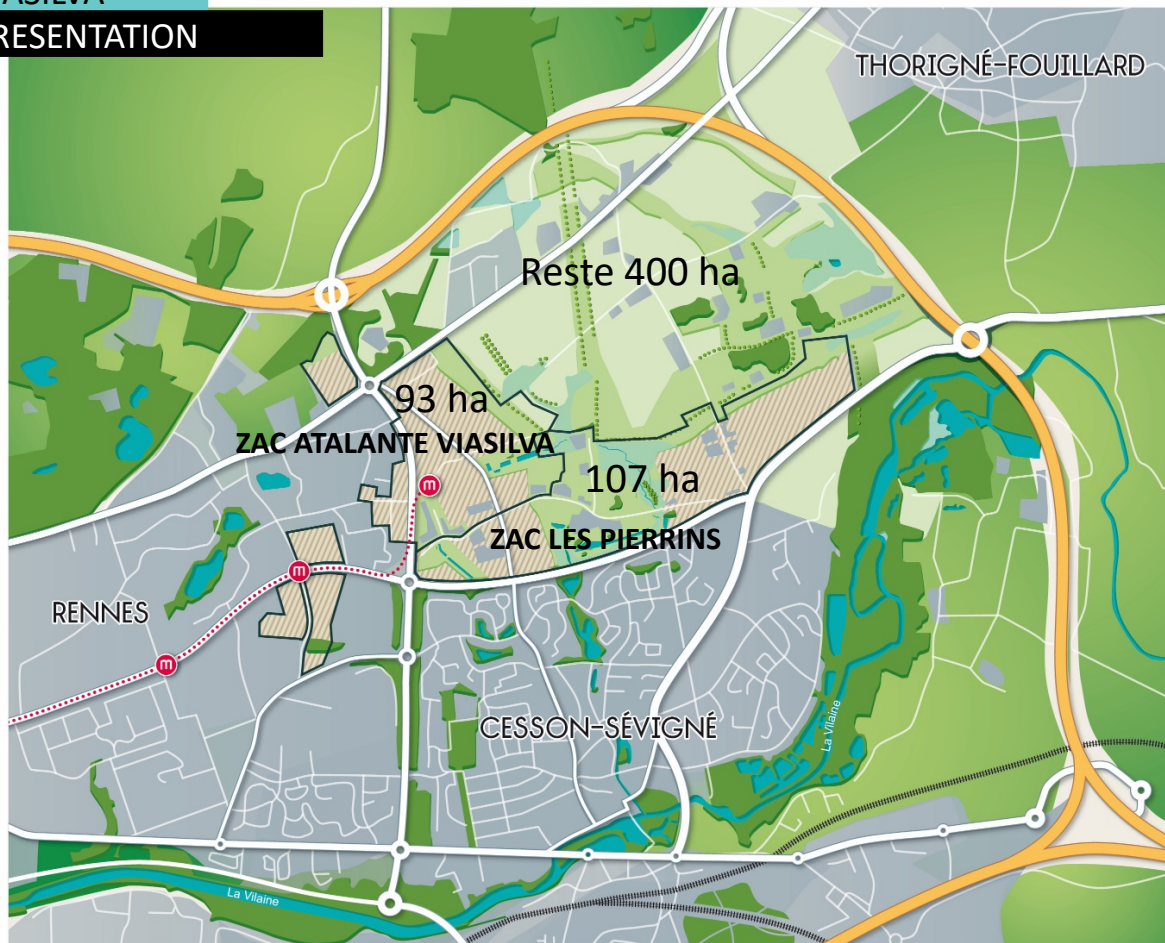 ASILVA
RESENTATION
THORIGNÉ-FOUILLARD
Reste 400 ha
93 ha
ZAC ATALANTE VIASILVA
m
107 ha
ZAC LES PIERRINS
m
RENNES
m
CESSON-SÉVIGNÉ
La Vilaine
La Vilaine